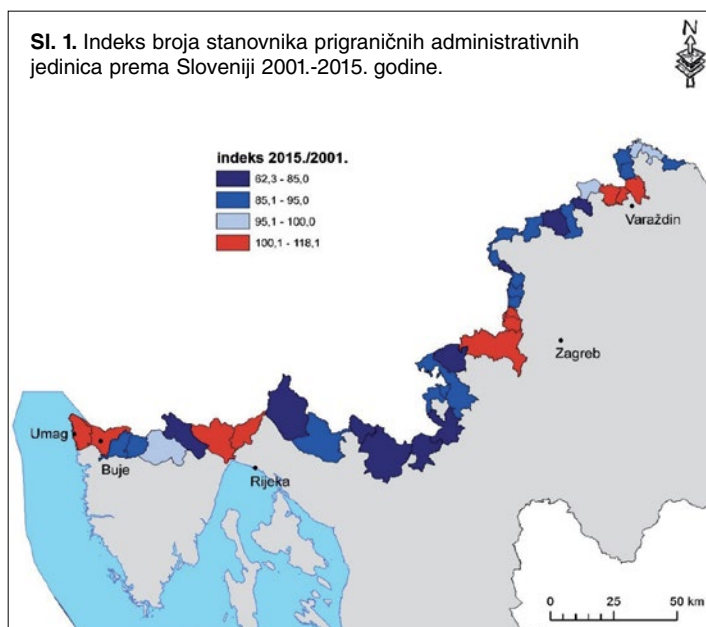 Sl. 1. Indeks broja stanovnika prigraničnih administrativnih
jedinica prema Sloveniji 2001.-2015. godine.
N
indeks 2015./2001.
62,3 - 85,0
85,1 - 95,0
95,1 - 100,0
100,1 - 118,1
Varaždin
Zagreb
Umag
Buje
Rijeka
0 25 50 km